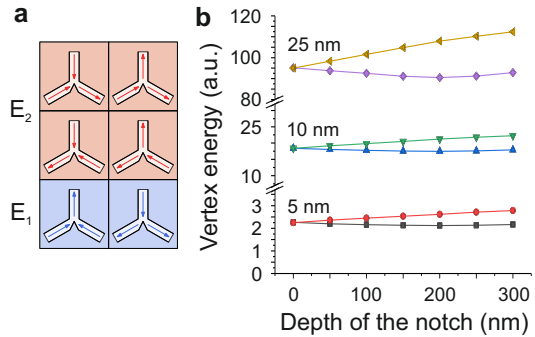 a
E2
E1
b
Vertex energy (a.u.)
120
100
80
25
10
3
2
1
0
25 nm
10 nm
5 nm
0 100 200 300
Depth of the notch (nm)